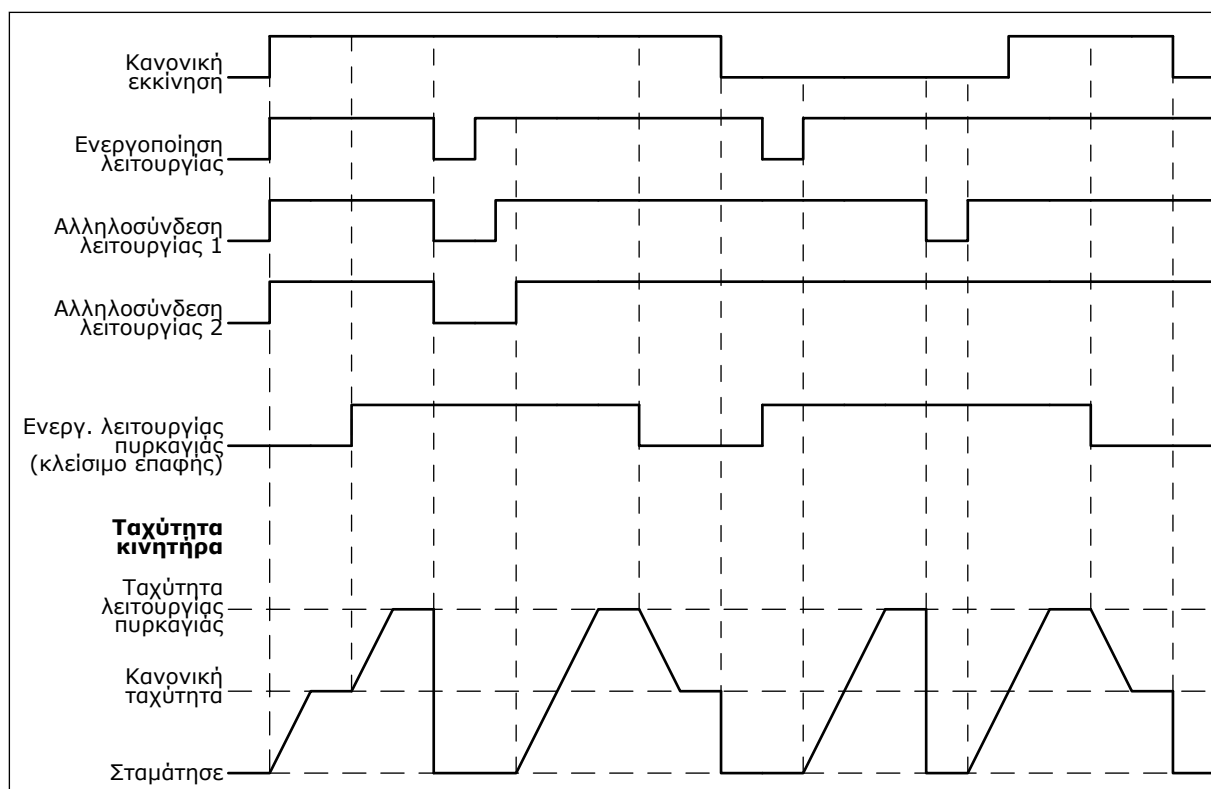 Κανονική
εκκίνηση
Ενεργοποίηση
λειτουργίας
Αλληλοσύνδεση
λειτουργίας 1
Αλληλοσύνδεση
λειτουργίας 2
Ενεργ. λειτουργίας
πυρκαγιάς
(κλείσιμο επαφής)
Ταχύτητα
κινητήρα
Ταχύτητα
λειτουργίας
πυρκαγιάς
Κανονική
ταχύτητα
Σταμάτησε